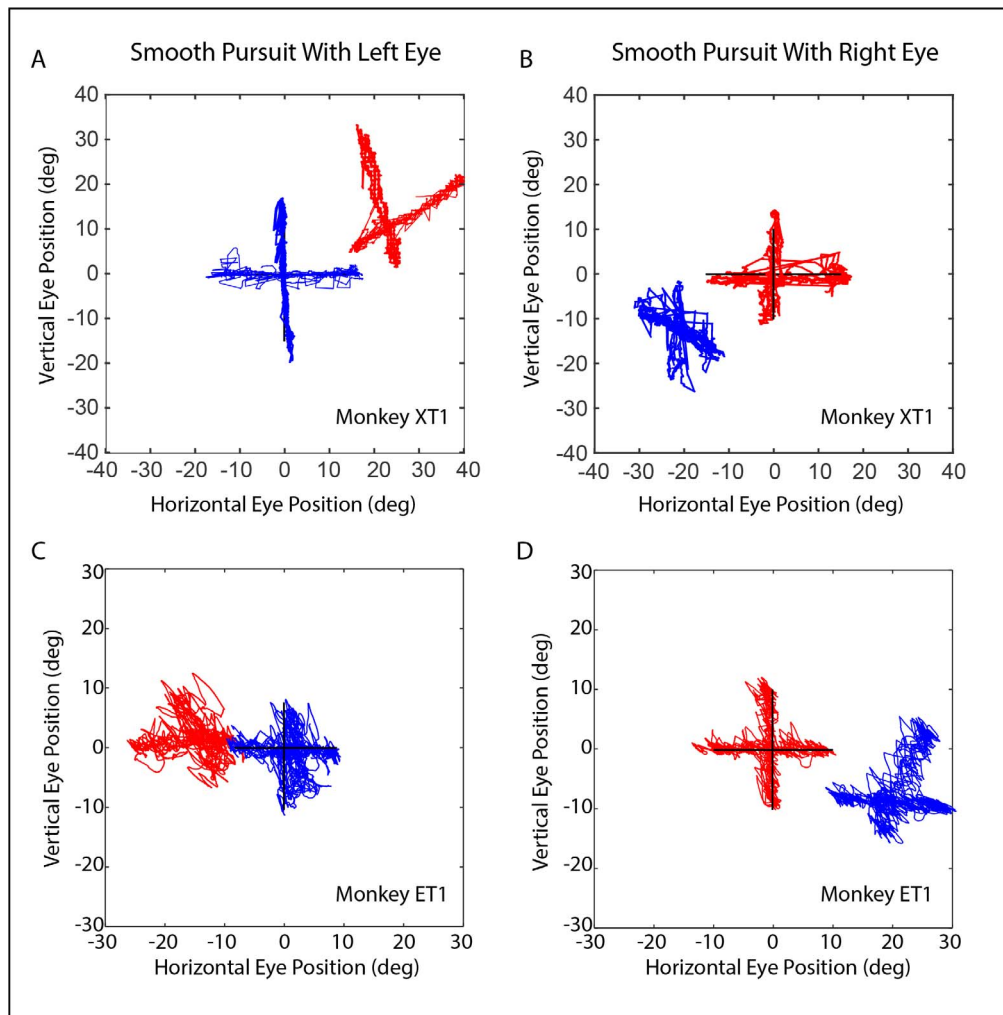 A
Smooth Pursuit With Left Eye
40
30
20
10
0
-10
-20
-30
-40
-40 -30 -20 -10 0 10 20 30 40
Vertical Eye Position (deg)
Horizontal Eye Position (deg)
Monkey XT1
B
Smooth Pursuit With Right Eye
40
30
20
10
0
-10
-20
-30
-40
-40 -30 -20 -10 0 10 20 30 40
Vertical Eye Position (deg)
Horizontal Eye Position (deg)
Monkey XT1
C
30
20
10
0
-10
-20
-30
-30 -20 -10 0 10 20 30
Vertical Eye Position (deg)
Horizontal Eye Position (deg)
Monkey ET1
D
30
20
10
0
-10
-20
-30
-30 -20 -10 0 10 20 30
Vertical Eye Position (deg)
Horizontal Eye Position (deg)
Monkey ET1